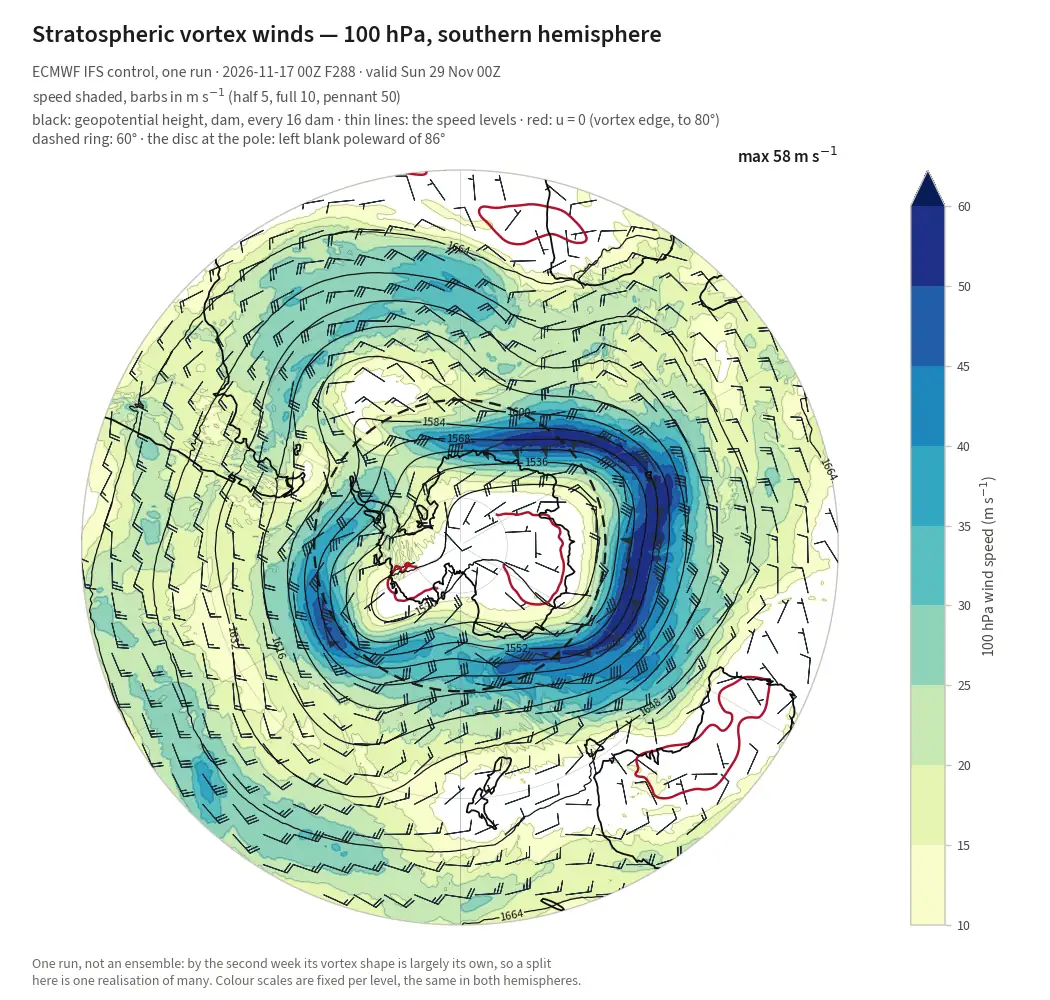 Stratospheric vortex winds — 100 hPa, southern hemisphere
ECMWF IFS control, one run · 2026-11-17 00Z F288 · valid Sun 29 Nov 00Z
speed shaded, barbs in m s⁻¹ (half 5, full 10, pennant 50)
black: geopotential height, dam, every 16 dam · thin lines: the speed levels · red: u = 0 (vortex edge, to 80°)
dashed ring: 60° · the disc at the pole: left blank poleward of 86°
max 58 m s⁻¹
1664
1600
1584
1568
1536
1664
1632
1616
1552
1664
60
50
45
40
35
30
25
20
15
10
100 hPa wind speed (m s⁻¹)
One run, not an ensemble: by the second week its vortex shape is largely its own, so a split
here is one realisation of many. Colour scales are fixed per level, the same in both hemispheres.